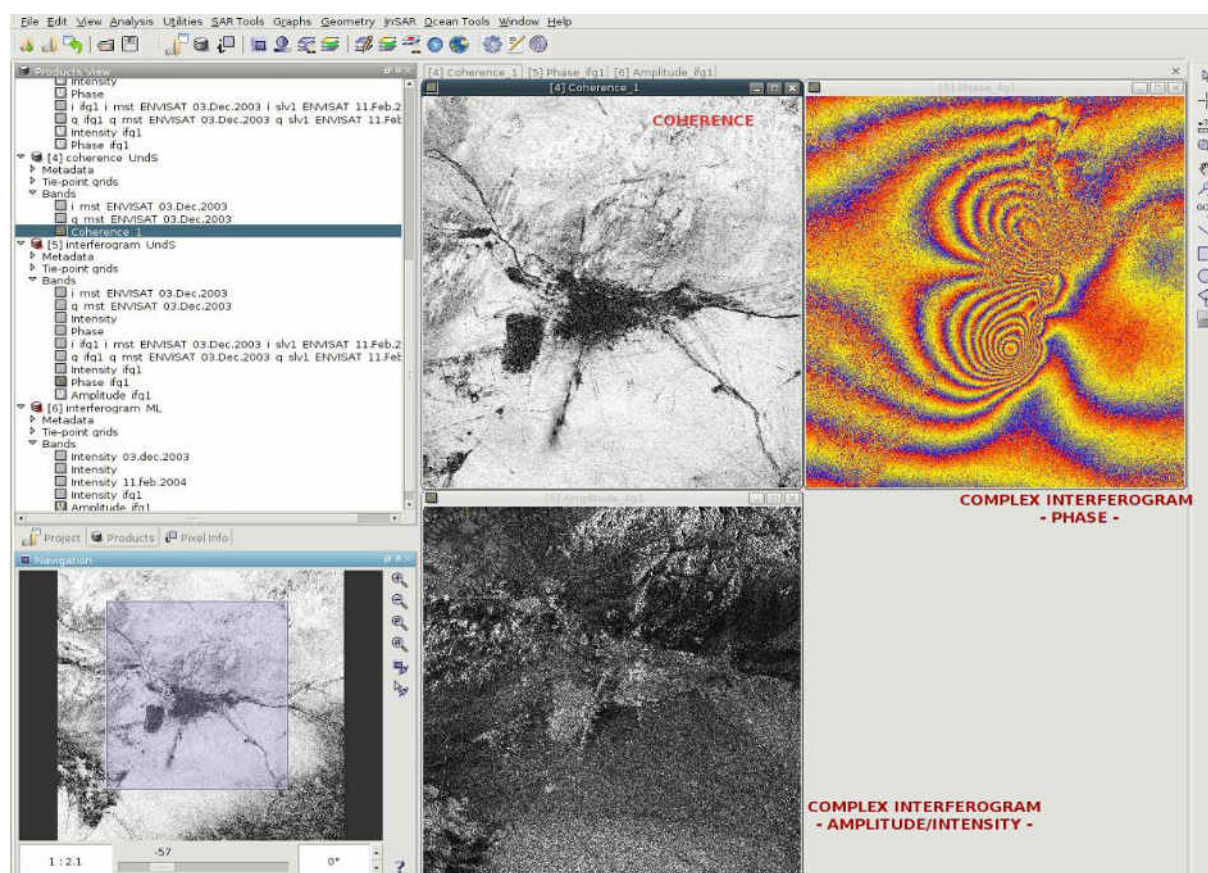 File Edit View Analysis Utilities SAR Tools Graphs Geometry InSAR Ocean Tools Window Help
Products View
Intensity
Phase
i ifg1 i mst ENVISAT 03.Dec.2003 i slv1 ENVISAT 11.Feb.2
q ifg1 q mst ENVISAT 03.Dec.2003 q slv1 ENVISAT 11.Feb
Intensity ifg1
Phase ifg1
[4] coherence UndS
Metadata
Tie-point grids
Bands
i mst ENVISAT 03.Dec.2003
q mst ENVISAT 03.Dec.2003
Coherence 1
[5] interferogram UndS
Metadata
Tie-point grids
Bands
i mst ENVISAT 03.Dec.2003
q mst ENVISAT 03.Dec.2003
Intensity
Phase
i ifg1 i mst ENVISAT 03.Dec.2003 i slv1 ENVISAT 11.Feb.2
q ifg1 q mst ENVISAT 03.Dec.2003 q slv1 ENVISAT 11.Feb
Intensity ifg1
Phase ifg1
Amplitude ifg1
[6] interferogram ML
Metadata
Tie-point grids
Bands
Intensity 03.dec.2003
Intensity
Intensity 11.feb.2004
Intensity ifg1
Amplitude ifg1
Project Products Pixel Info
Navigation
1 : 2.1
-57
0°
?
[4] Coherence_1 [5] Phase_ifg1 [6] Amplitude_ifg1
[4] Coherence_1
COHERENCE
[5] Phase_ifg1
COMPLEX INTERFEROGRAM
- PHASE -
[6] Amplitude_ifg1
COMPLEX INTERFEROGRAM
- AMPLITUDE/INTENSITY -